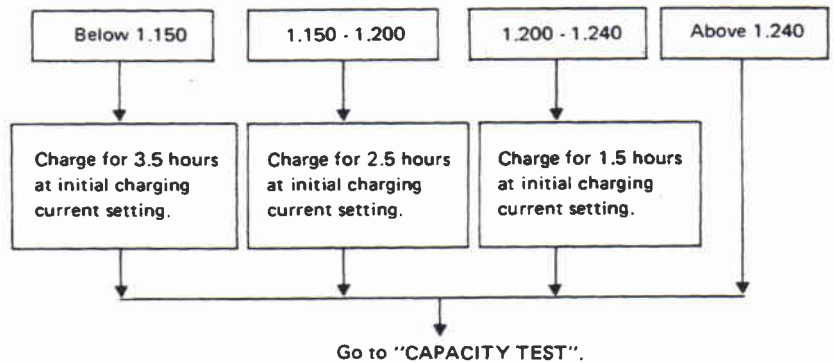 Below 1.150
1.150 - 1.200
1.200 - 1.240
Above 1.240
Charge for 3.5 hours
at initial charging
current setting.
Charge for 2.5 hours
at initial charging
current setting.
Charge for 1.5 hours
at initial charging
current setting.
Go to "CAPACITY TEST".